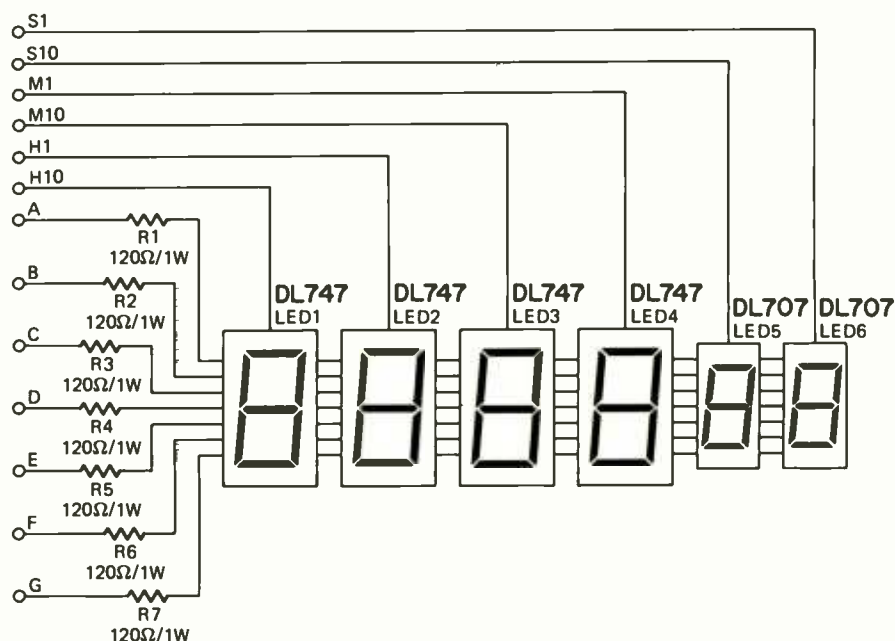 S1
S10
M1
M10
H1
H10
A
R1
120Ω/1W
B
R2
120Ω/1W
C
R3
120Ω/1W
D
R4
120Ω/1W
E
R5
120Ω/1W
F
R6
120Ω/1W
G
R7
120Ω/1W
DL747
LED1
DL747
LED2
DL747
LED3
DL747
LED4
DL707
LED5
DL707
LED6